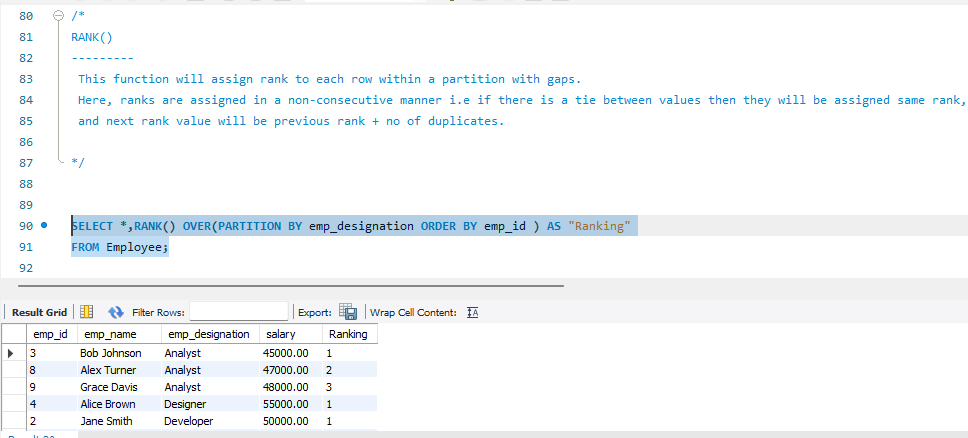 80 /*
81 RANK()
82 ---------
83 This function will assign rank to each row within a partition with gaps.
84 Here, ranks are assigned in a non-consecutive manner i.e if there is a tie between values then they will be assigned same rank,
85 and next rank value will be previous rank + no of duplicates.
86
87 */
88
89
90 SELECT *,RANK() OVER(PARTITION BY emp_designation ORDER BY emp_id ) AS "Ranking"
91 FROM Employee;
92
Result Grid Filter Rows: Export: Wrap Cell Content:
emp_id emp_name emp_designation salary Ranking
3 Bob Johnson Analyst 45000.00 1
8 Alex Turner Analyst 47000.00 2
9 Grace Davis Analyst 48000.00 3
4 Alice Brown Designer 55000.00 1
2 Jane Smith Developer 50000.00 1